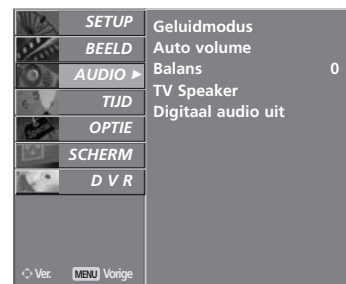 SETUP
BEELD
AUDIO ►
TIJD
OPTIE
SCHERM
D V R
Geluidmodus
Auto volume
Balans 0
TV Speaker
Digitaal audio uit
Ver. MENU Vorige